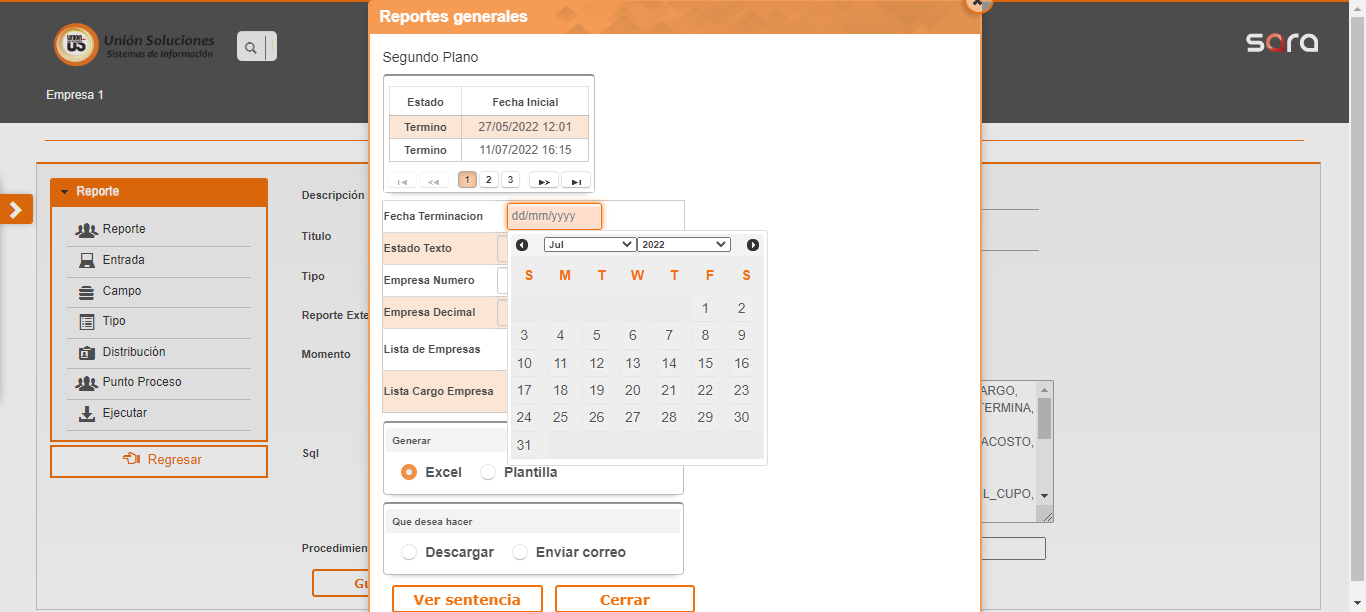 Reportes generales
Unión Soluciones
Sistemas de Información
sara
Empresa 1
Segundo Plano
Estado Fecha Inicial
Termino 27/05/2022 12:01
Termino 11/07/2022 16:15
1 2 3
Reporte
Reporte
Entrada
Campo
Tipo
Distribución
Punto Proceso
Ejecutar
Regresar
Descripción
Titulo
Tipo
Reporte Exte
Momento
Sql
Procedimien
Gu
Fecha Terminacion dd/mm/yyyy
Estado Texto
Empresa Numero
Empresa Decimal
Lista de Empresas
Lista Cargo Empresa
Jul 2022
S M T W T F S
1 2
3 4 5 6 7 8 9
10 11 12 13 14 15 16
17 18 19 20 21 22 23
24 25 26 27 28 29 30
31
Generar
Excel Plantilla
Que desea hacer
Descargar Enviar correo
Ver sentencia Cerrar
ARGO,
TERMINA,
ACOSTO,
L_CUPO,